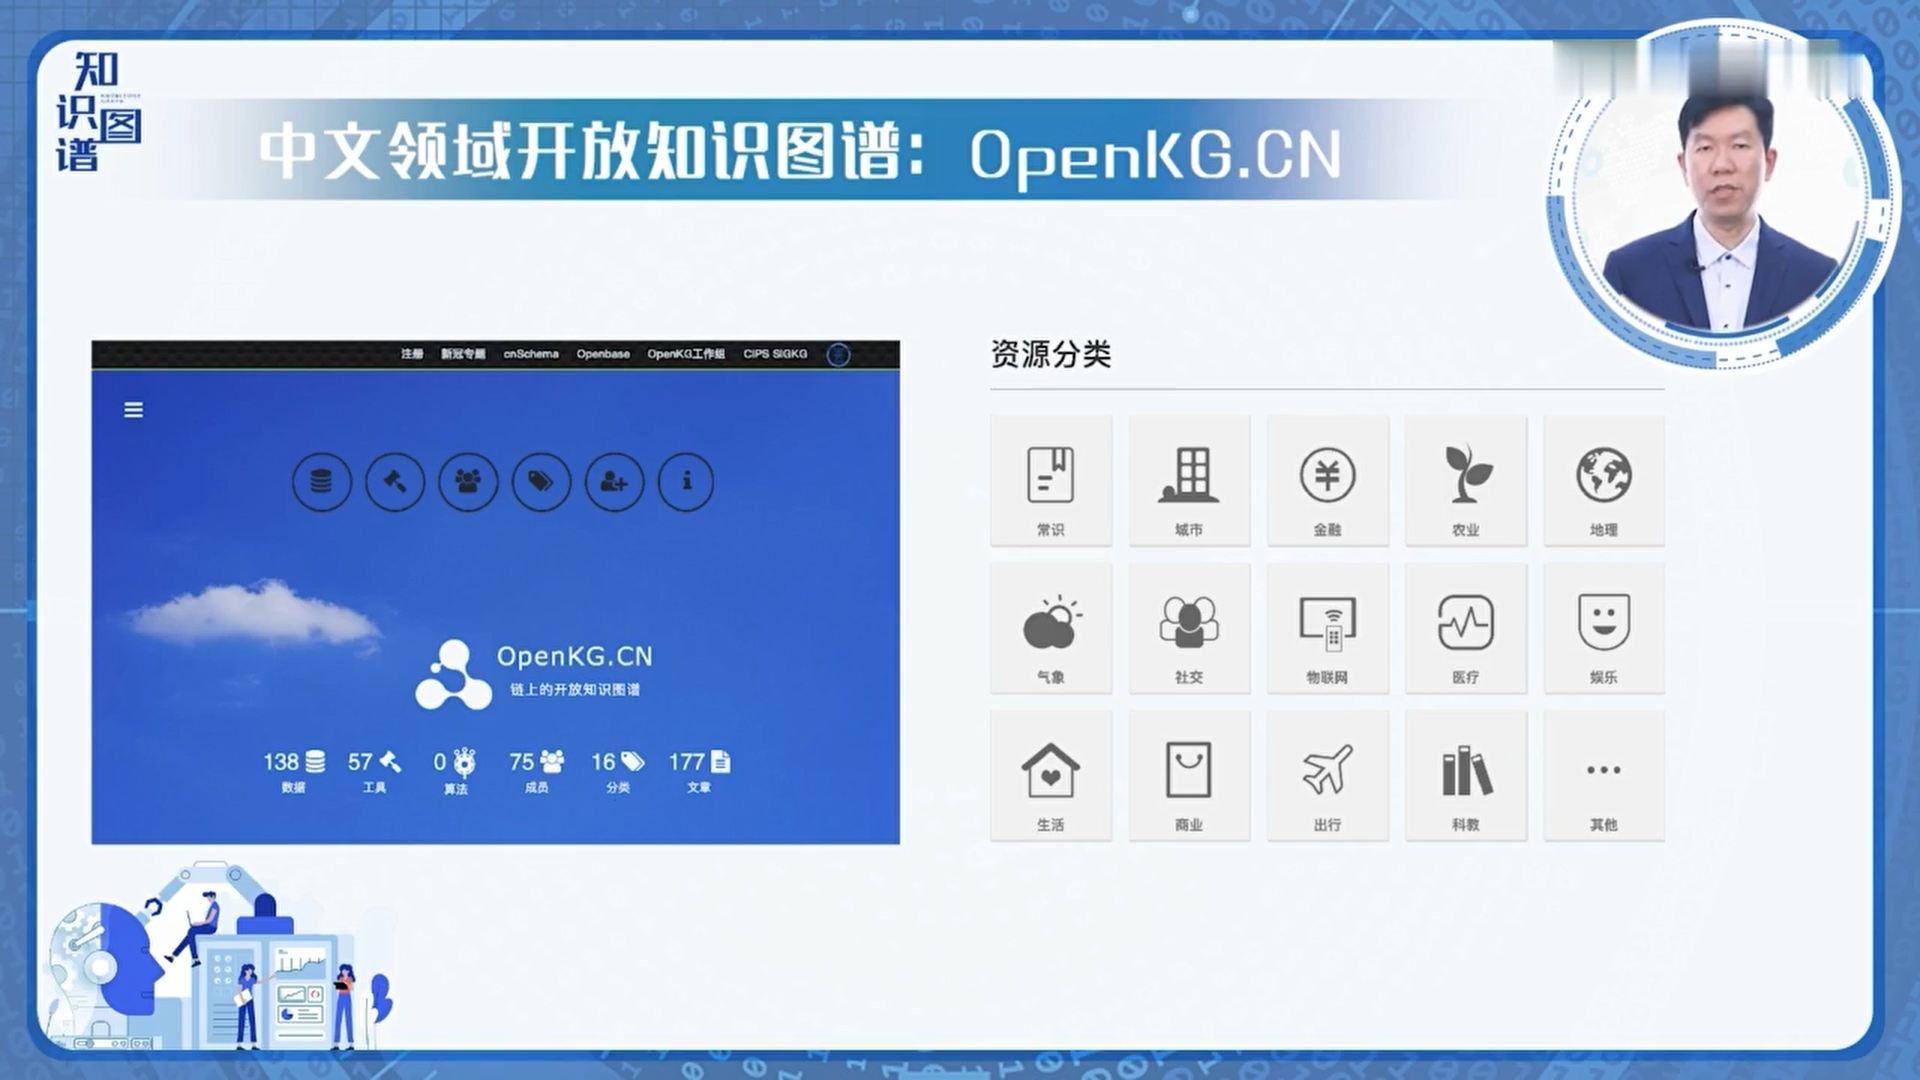 知
识图
谱
中文领域开放知识图谱：OpenKG.CN
注册 新冠专题 cnSchema Openbase OpenKG工作组 CIPS SIGKG
OpenKG.CN
链上的开放知识图谱
138 57 0 75 16 177
数据 工具 算法 成员 分类 文章
资源分类
常识 城市 金融 农业 地理
气象 社交 物联网 医疗 娱乐
生活 商业 出行 科教 其他